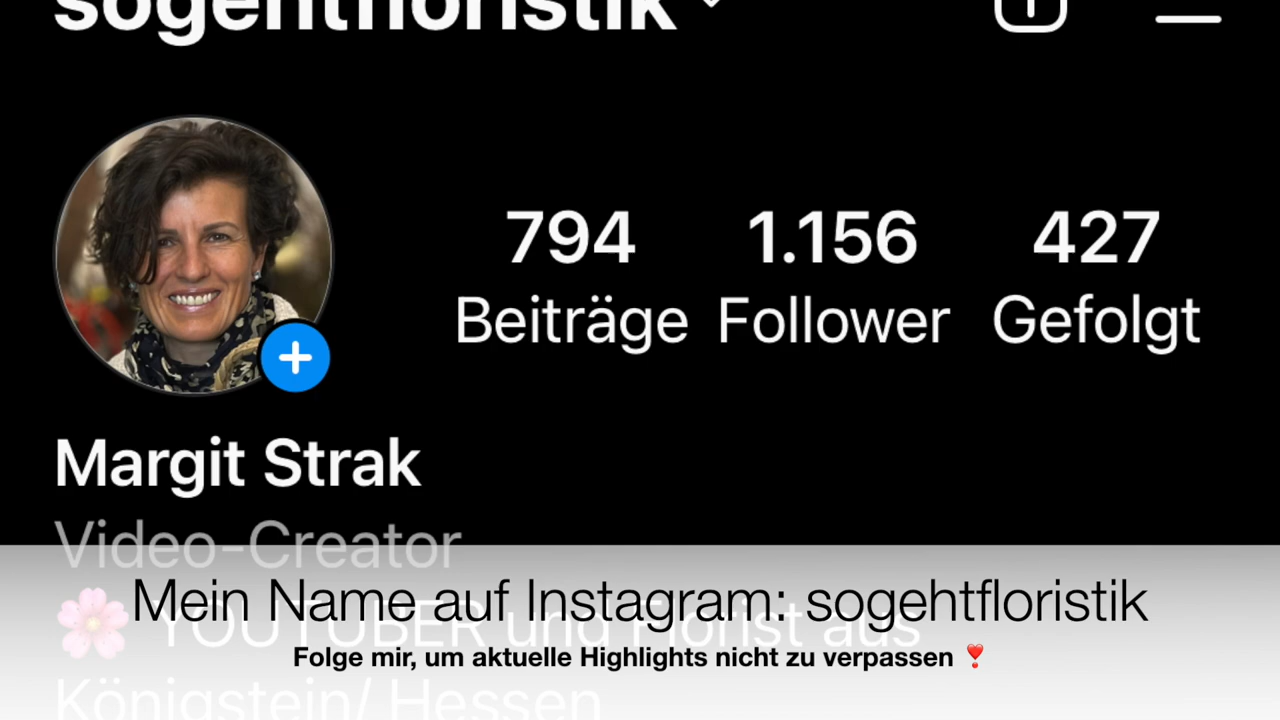 sogehtfloristik
794 1.156 427
Beiträge Follower Gefolgt
Margit Strak
Video-Creator
🌸 YOUTUBER und Florist aus
Mein Name auf Instagram: sogehtfloristik
Folge mir, um aktuelle Highlights nicht zu verpassen ❣️
Königstein/ Hessen